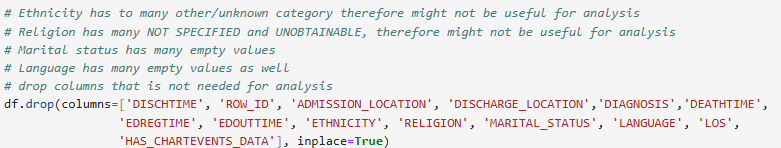 # Ethnicity has to many other/unknown category therefore might not be useful for analysis
# Religion has many NOT SPECIFIED and UNOBTAINABLE, therefore might not be useful for analysis
# Marital status has many empty values
# Language has many empty values as well
# drop columns that is not needed for analysis
df.drop(columns=['DISCHTIME', 'ROW_ID', 'ADMISSION_LOCATION', 'DISCHARGE_LOCATION','DIAGNOSIS','DEATHTIME',
'EDREGTIME', 'EDOUTTIME', 'ETHNICITY', 'RELIGION', 'MARITAL_STATUS', 'LANGUAGE', 'LOS',
'HAS_CHARTEVENTS_DATA'], inplace=True)